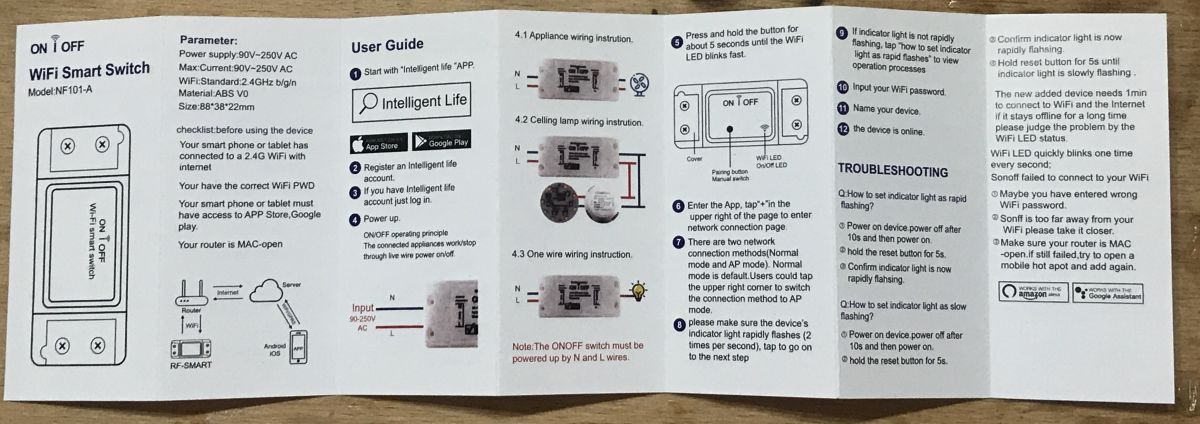 ON OFF
WiFi Smart Switch
Model:NF101-A
ON OFF
Wi-Fi smart switch
Parameter:
Power supply:90V~250V AC
Max:Current:90V~250V AC
WiFi:Standard:2.4GHz b/g/n
Material:ABS V0
Size:88*38*22mm
checklist:before using the device
Your smart phone or tablet has
connected to a 2.4G WiFi with
internet
Your have the correct WiFi PWD
Your smart phone or tablet must
have access to APP Store,Google
play.
Your router is MAC-open
Internet
Server
Router
WiFi
Android
iOS
APP
RF-SMART
User Guide
1 Start with "Intelligent life "APP.
Intelligent Life
App Store
Google Play
2 Register an Intelligent life
account.
3 If you have Intelligent life
account just log in.
4 Power up.
ON/OFF operating principle
The connected appliances work/stop
through live wire power on/off.
Input
90-250V
AC
N
L
4.1 Appliance wiring instrution.
N
L
ON OFF
4.2 Celling lamp wiring instrution.
N
L
4.3 One wire wiring instruction.
N
L
Note:The ONOFF switch must be
powered up by N and L wires.
5 Press and hold the button for
about 5 seconds until the WiFi
LED blinks fast.
ON OFF
Cover
WiFi LED
On/Off LED
Pairing button
Manual switch
6 Enter the App, tap"+"in the
upper right of the page to enter
network connection page
7 There are two network
connection methods(Normal
mode and AP mode). Normal
mode is default.Users could tap
the upper right corner to switch
the connection method to AP
mode.
8 please make sure the device's
indicator light rapidly flashes (2
times per second), tap to go on
to the next step
9 If indicator light is not rapidly
flashing, tap "how to set indicator
light as rapid flashes" to view
operation processes
10 Input your WiFi password.
11 Name your device.
12 the device is online.
TROUBLESHOOTING
Q:How to set indicator light as rapid
flashing?
① Power on device.power off after
10s and then power on.
② hold the reset button for 5s.
③ Confirm indicator light is now
rapidly flahsing.
Q:How to set indicator light as slow
flashing?
① Power on device.power off after
10s and then power on.
② hold the reset button for 5s.
③ Confirm indicator light is now
rapidly flahsing.
④ Hold reset button for 5s until
indicator light is slowly flashing .
The new added device needs 1min
to connect to WiFi and the Internet
if it stays offline for a long time
please judge the problem by the
WiFi LED status.
WiFi LED quickly blinks one time
every second;
Sonoff failed to connect to your WiFi
① Maybe you have entered wrong
WiFi password.
② Sonff is too far away from your
WiFi please take it closer.
③ Make sure your router is MAC
-open.if still failed,try to open a
mobile hot apot and add again.
WORKS WITH THE
amazon alexa
WORKS WITH THE
Google Assistant